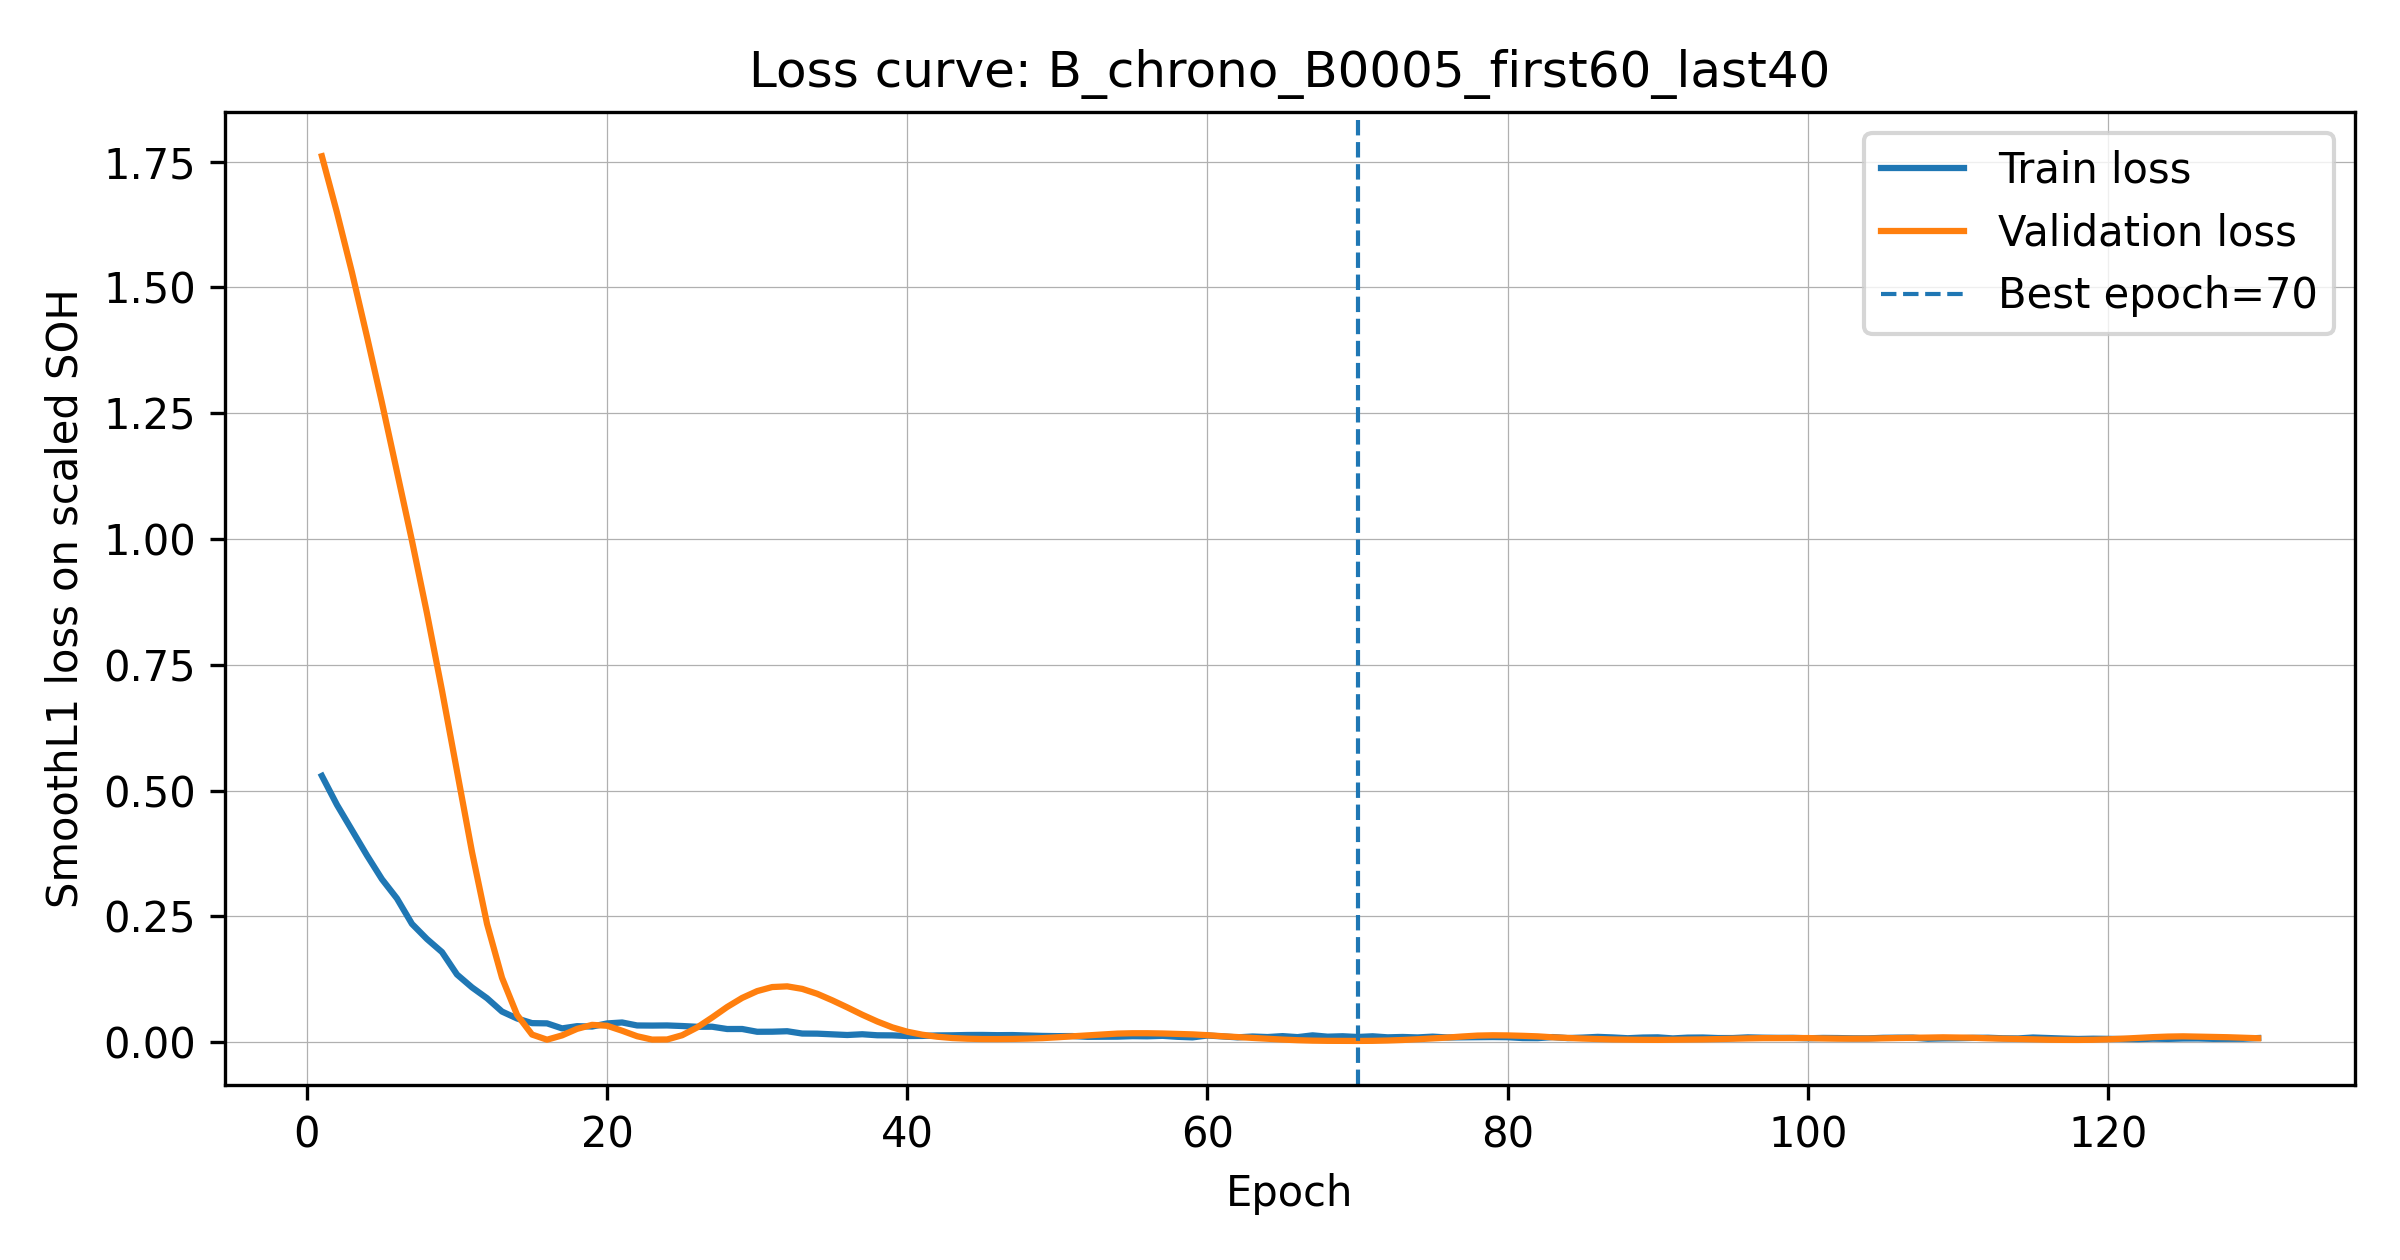 Loss curve: B_chrono_B0005_first60_last40
SmoothL1 loss on scaled SOH
1.75
1.50
1.25
1.00
0.75
0.50
0.25
0.00
Train loss
Validation loss
Best epoch=70
0 20 40 60 80 100 120
Epoch